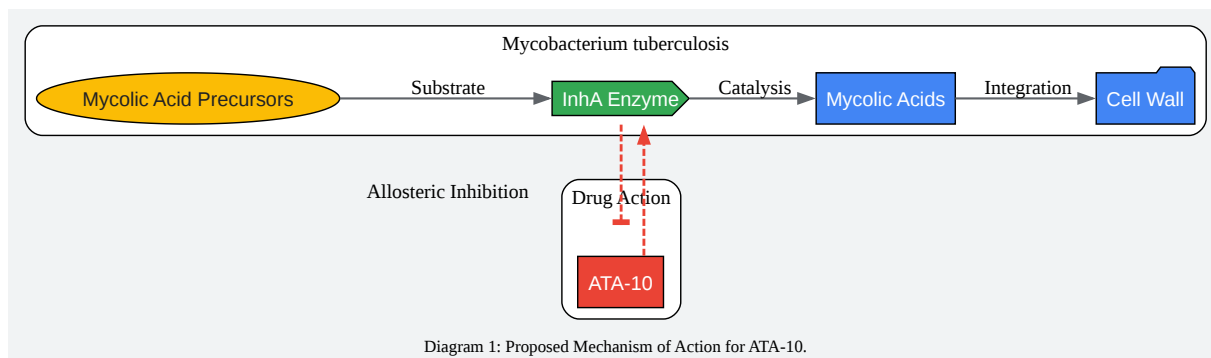 Mycobacterium tuberculosis
Mycolic Acid Precursors
Substrate
InhA Enzyme
Catalysis
Mycolic Acids
Integration
Cell Wall
Allosteric Inhibition
Drug Action
ATA-10
Diagram 1: Proposed Mechanism of Action for ATA-10.